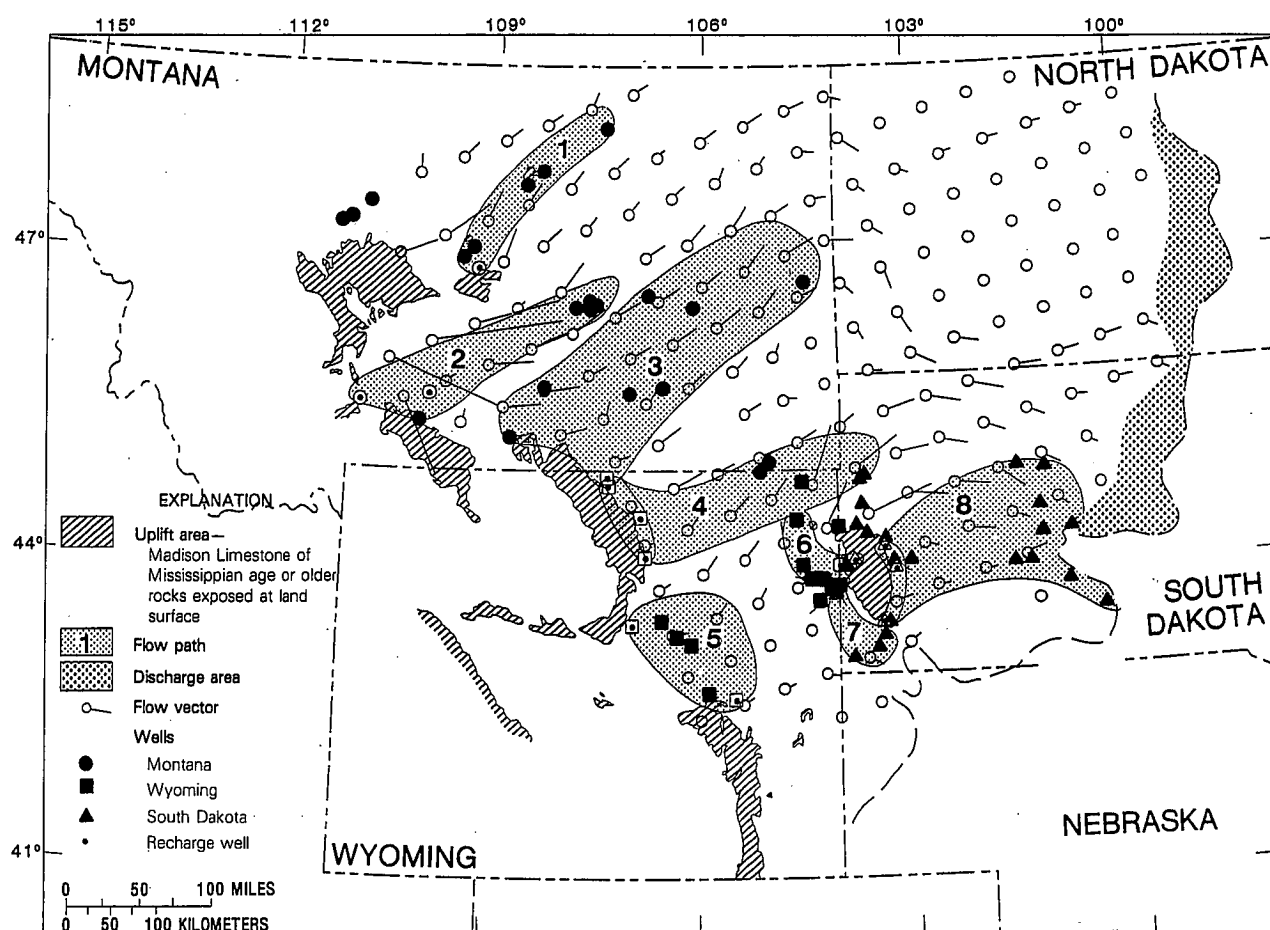 115° 112° 109° 106° 103° 100°
MONTANA
NORTH DAKOTA
1
47°
2
3
EXPLANATION
4
8
Uplift area—
Madison Limestone of
Mississippian age or older
rocks exposed at land
surface
44°
6
SOUTH
DAKOTA
1 Flow path
5
7
Discharge area
Flow vector
Wells
Montana
Wyoming
South Dakota
Recharge well
NEBRASKA
41°
WYOMING
0 50 100 MILES
0 50 100 KILOMETERS